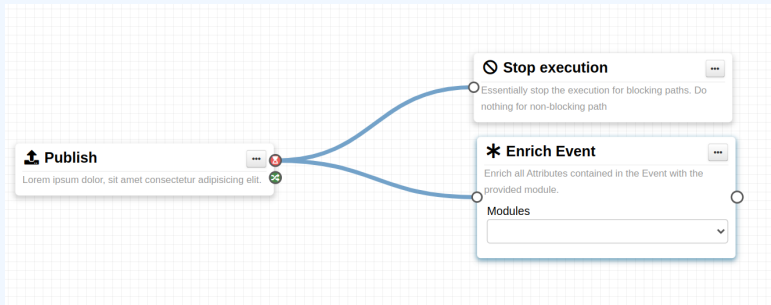 Stop execution
Essentially stop the execution for blocking paths. Do
nothing for non-blocking path
Publish
Lorem ipsum dolor, sit amet consectetur adipisicing elit.
Enrich Event
Enrich all Attributes contained in the Event with the
provided module.
Modules